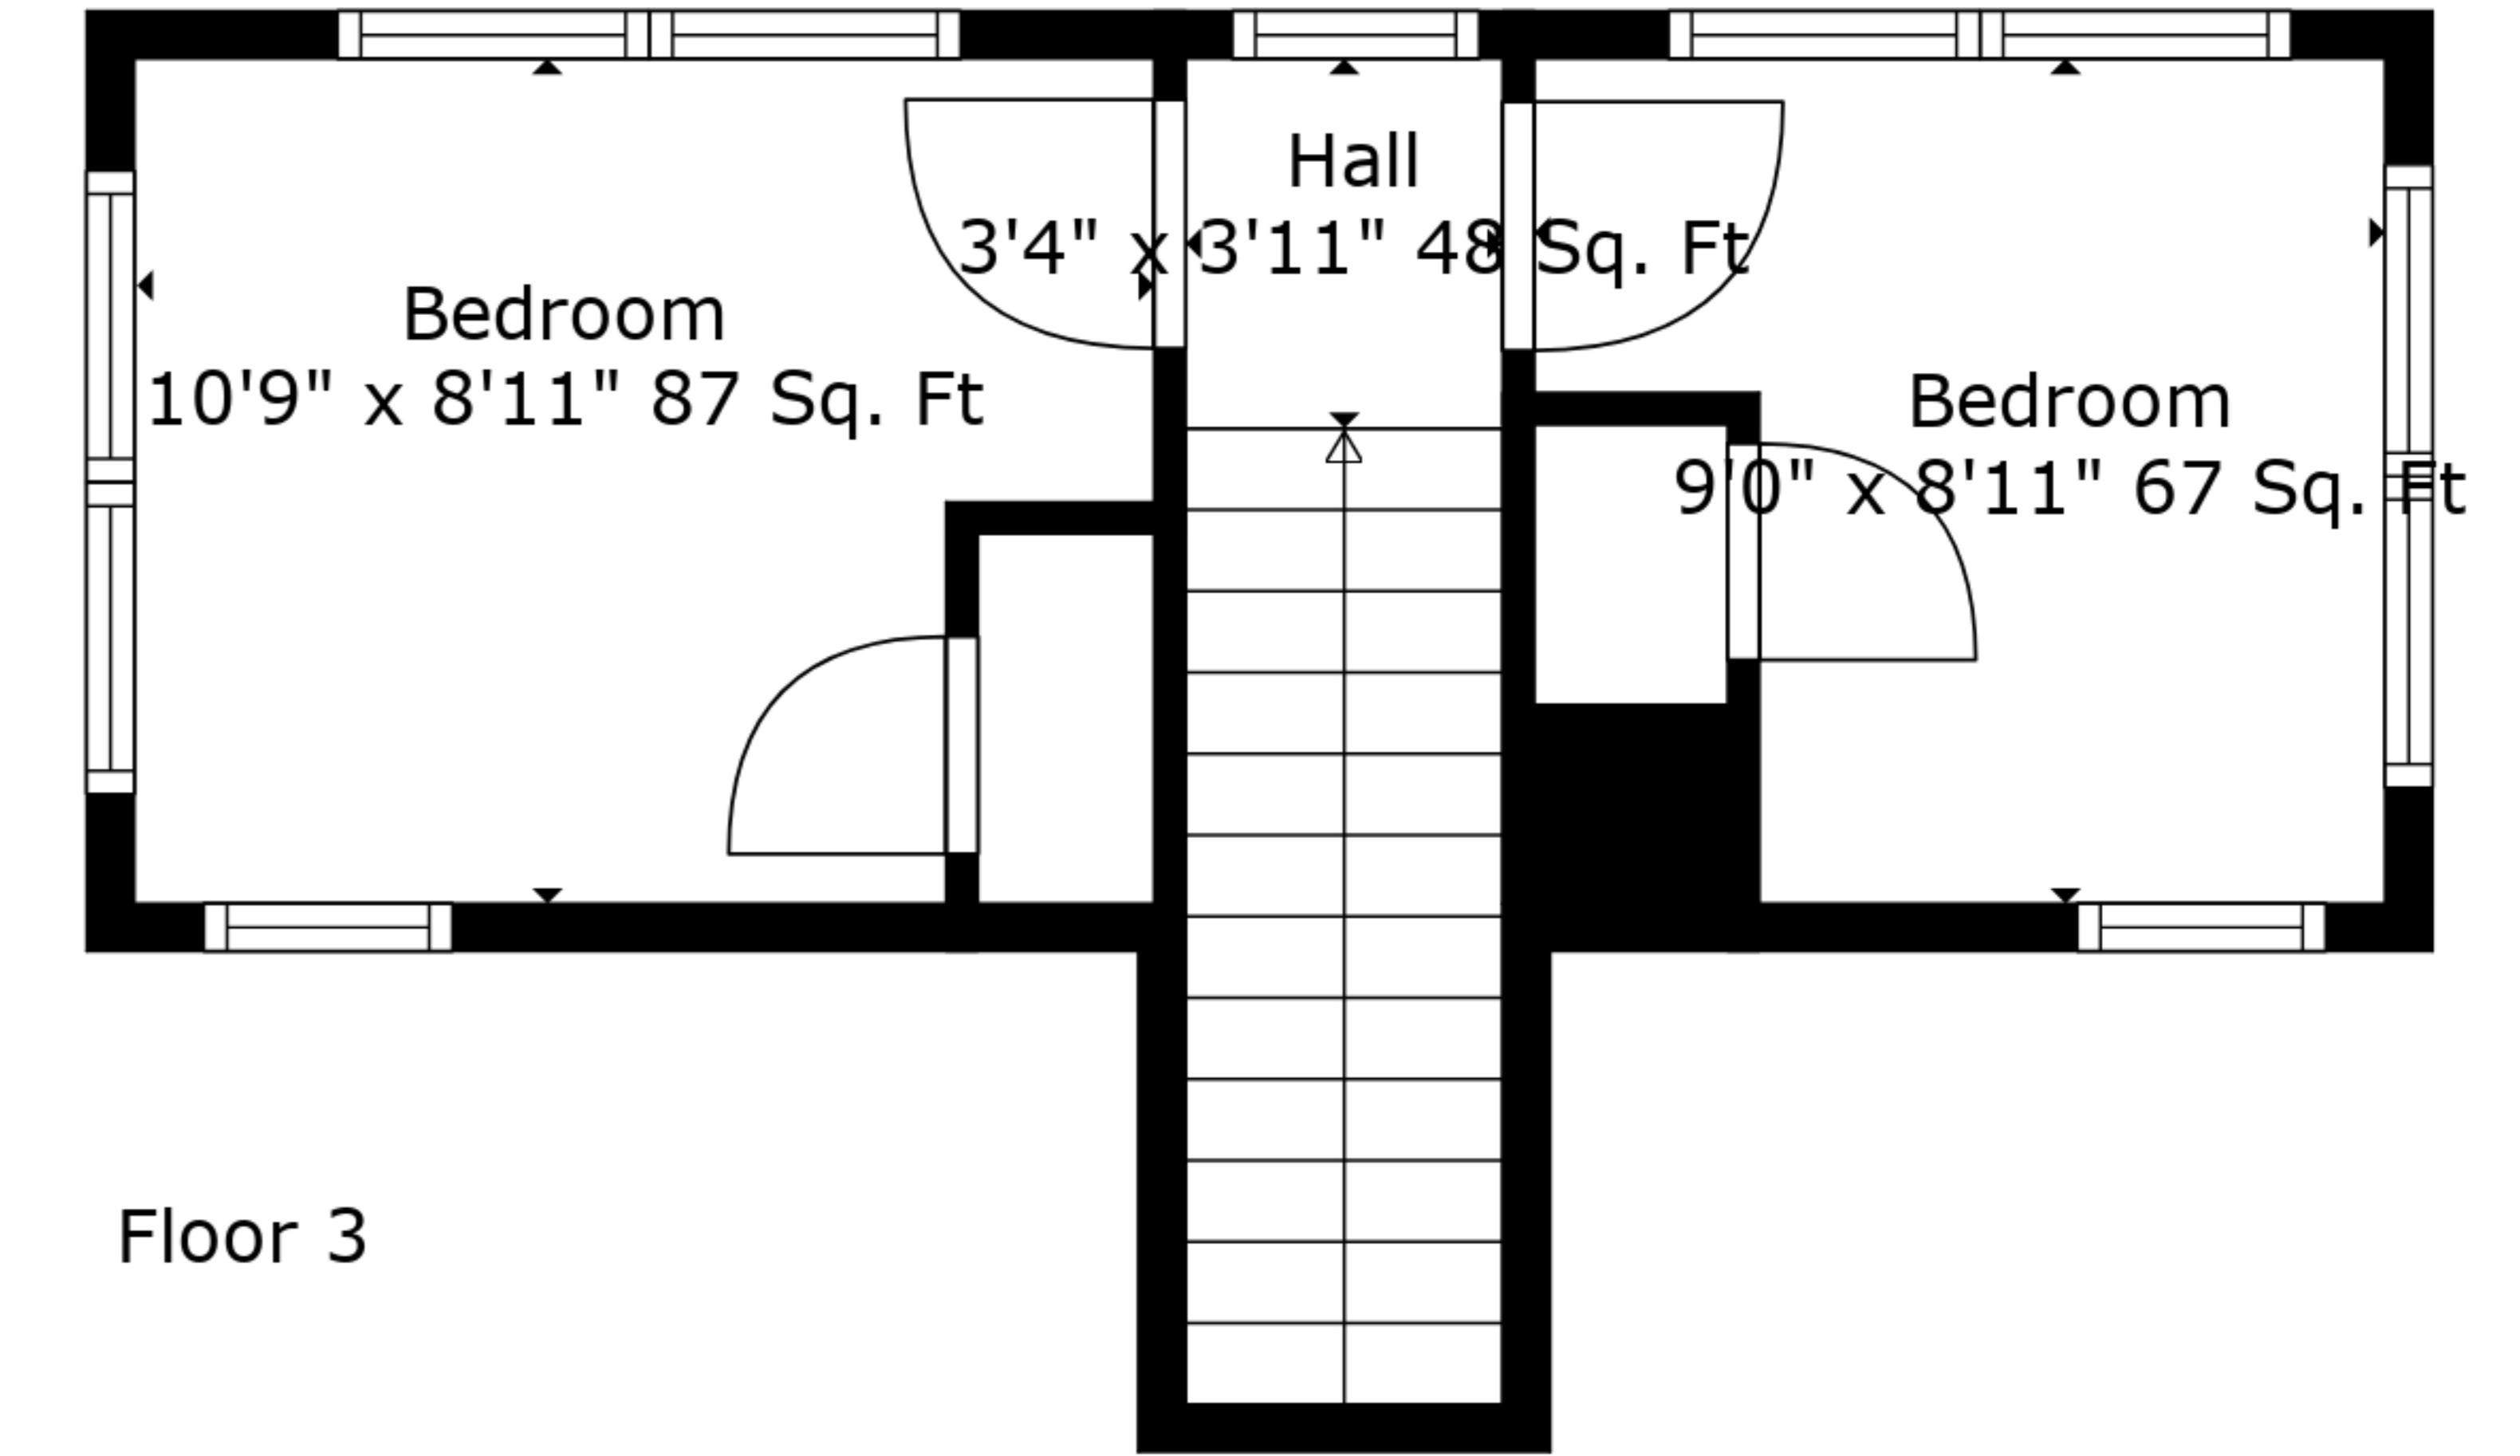 Hall
3'4" x 3'11" 48 Sq. Ft
Bedroom
10'9" x 8'11" 87 Sq. Ft
Bedroom
9'0" x 8'11" 67 Sq. Ft
Floor 3